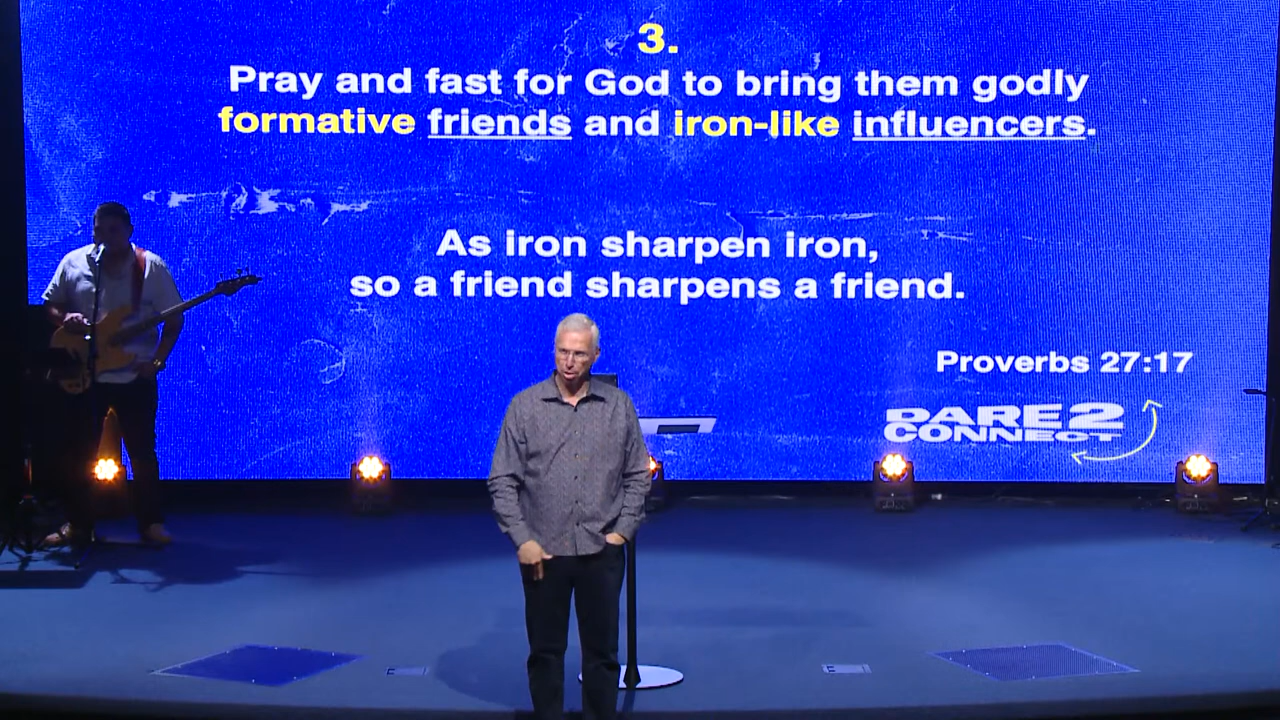 3.
Pray and fast for God to bring them godly
formative friends and iron-like influencers.
As iron sharpen iron,
so a friend sharpens a friend.
Proverbs 27:17
DARE 2
CONNECT